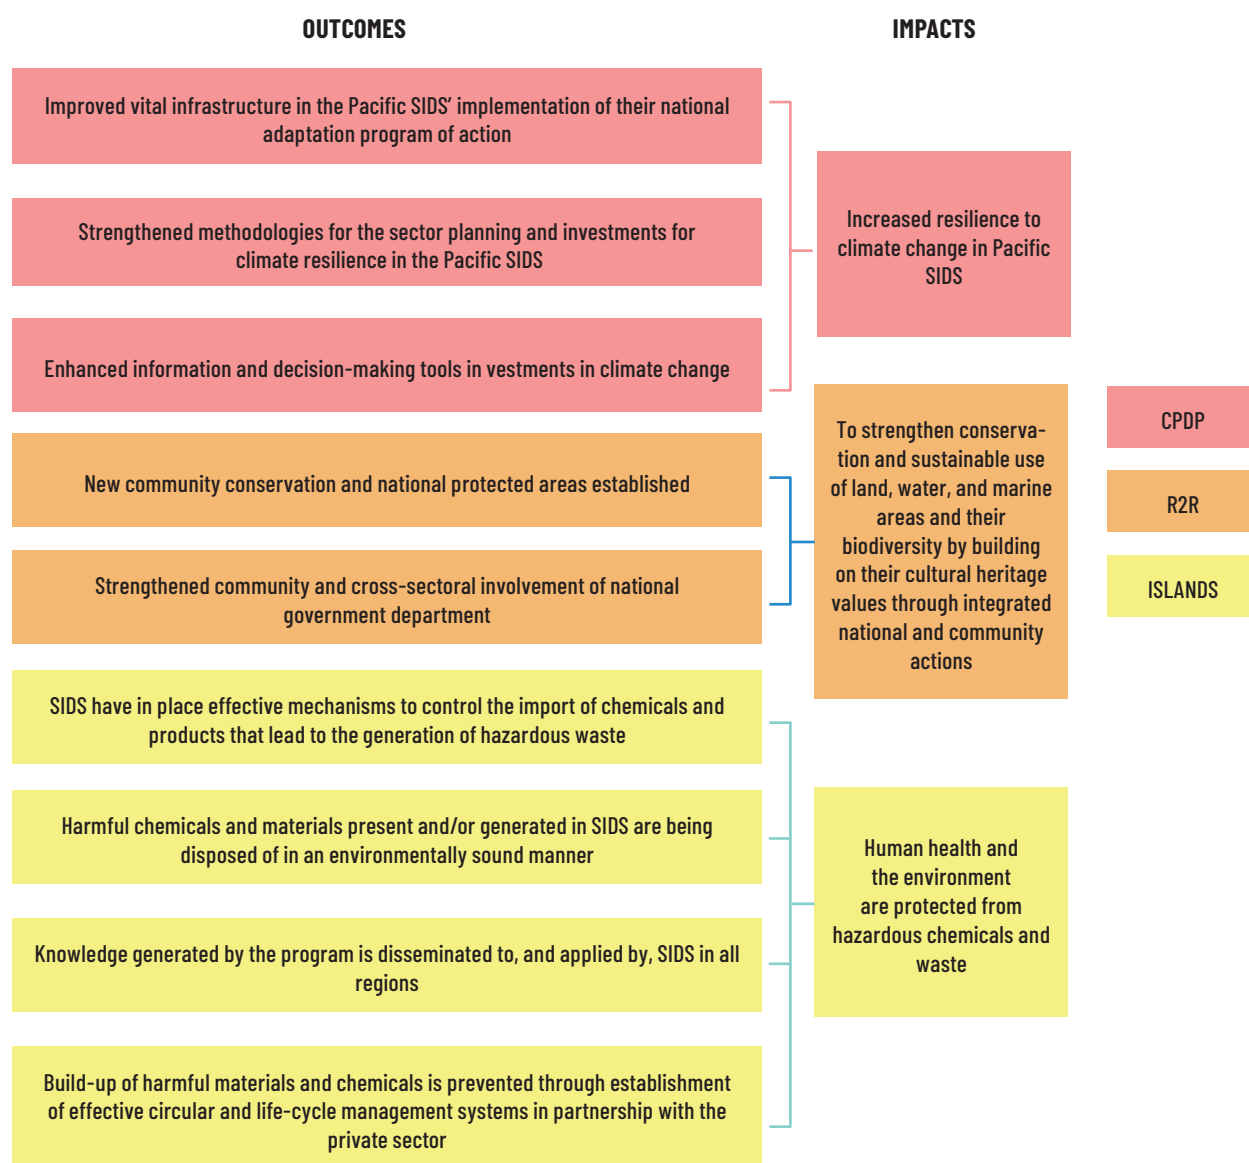 OUTCOMES
IMPACTS
Improved vital infrastructure in the Pacific SIDS’ implementation of their national
adaptation program of action
Strengthened methodologies for the sector planning and investments for
climate resilience in the Pacific SIDS
Enhanced information and decision-making tools in vestments in climate change
Increased resilience to
climate change in Pacific
SIDS
New community conservation and national protected areas established
Strengthened community and cross-sectoral involvement of national
government department
To strengthen conserva-
tion and sustainable use
of land, water, and marine
areas and their
biodiversity by building
on their cultural heritage
values through integrated
national and community
actions
CPDP
R2R
ISLANDS
SIDS have in place effective mechanisms to control the import of chemicals and
products that lead to the generation of hazardous waste
Harmful chemicals and materials present and/or generated in SIDS are being
disposed of in an environmentally sound manner
Knowledge generated by the program is disseminated to, and applied by, SIDS in all
regions
Build-up of harmful materials and chemicals is prevented through establishment
of effective circular and life-cycle management systems in partnership with the
private sector
Human health and
the environment
are protected from
hazardous chemicals and
waste